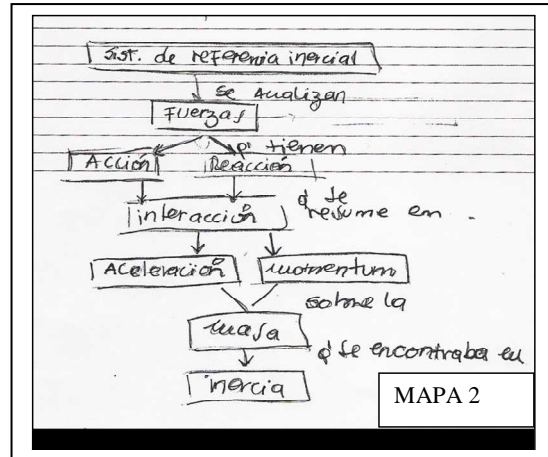 Sist. de referenia inercial
se analizan
Fuerzas
q' tienen
Acción Reacción
interacción q' se
resume en .
Aceleración momentum
sobre la
masa
q' se encontraba en
inercia
MAPA 2